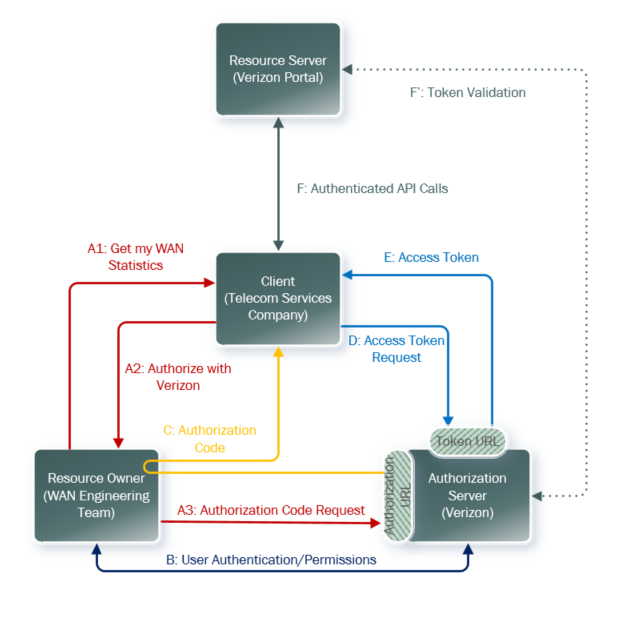 Resource Server
(Verizon Portal)
F': Token Validation
F: Authenticated API Calls
A1: Get my WAN
Statistics
E: Access Token
Client
(Telecom Services
Company)
D: Access Token
Request
A2: Authorize with
Verizon
C: Authorization
Code
Token URL
Resource Owner
(WAN Engineering
Team)
Authorization
URL
Authorization
Server
(Verizon)
A3: Authorization Code Request
B: User Authentication/Permissions